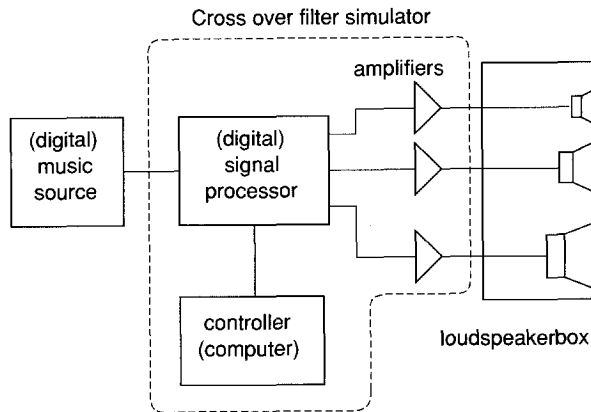 Cross over filter simulator
amplifiers
(digital)
music
source
(digital)
signal
processor
controller
(computer)
loudspeakerbox